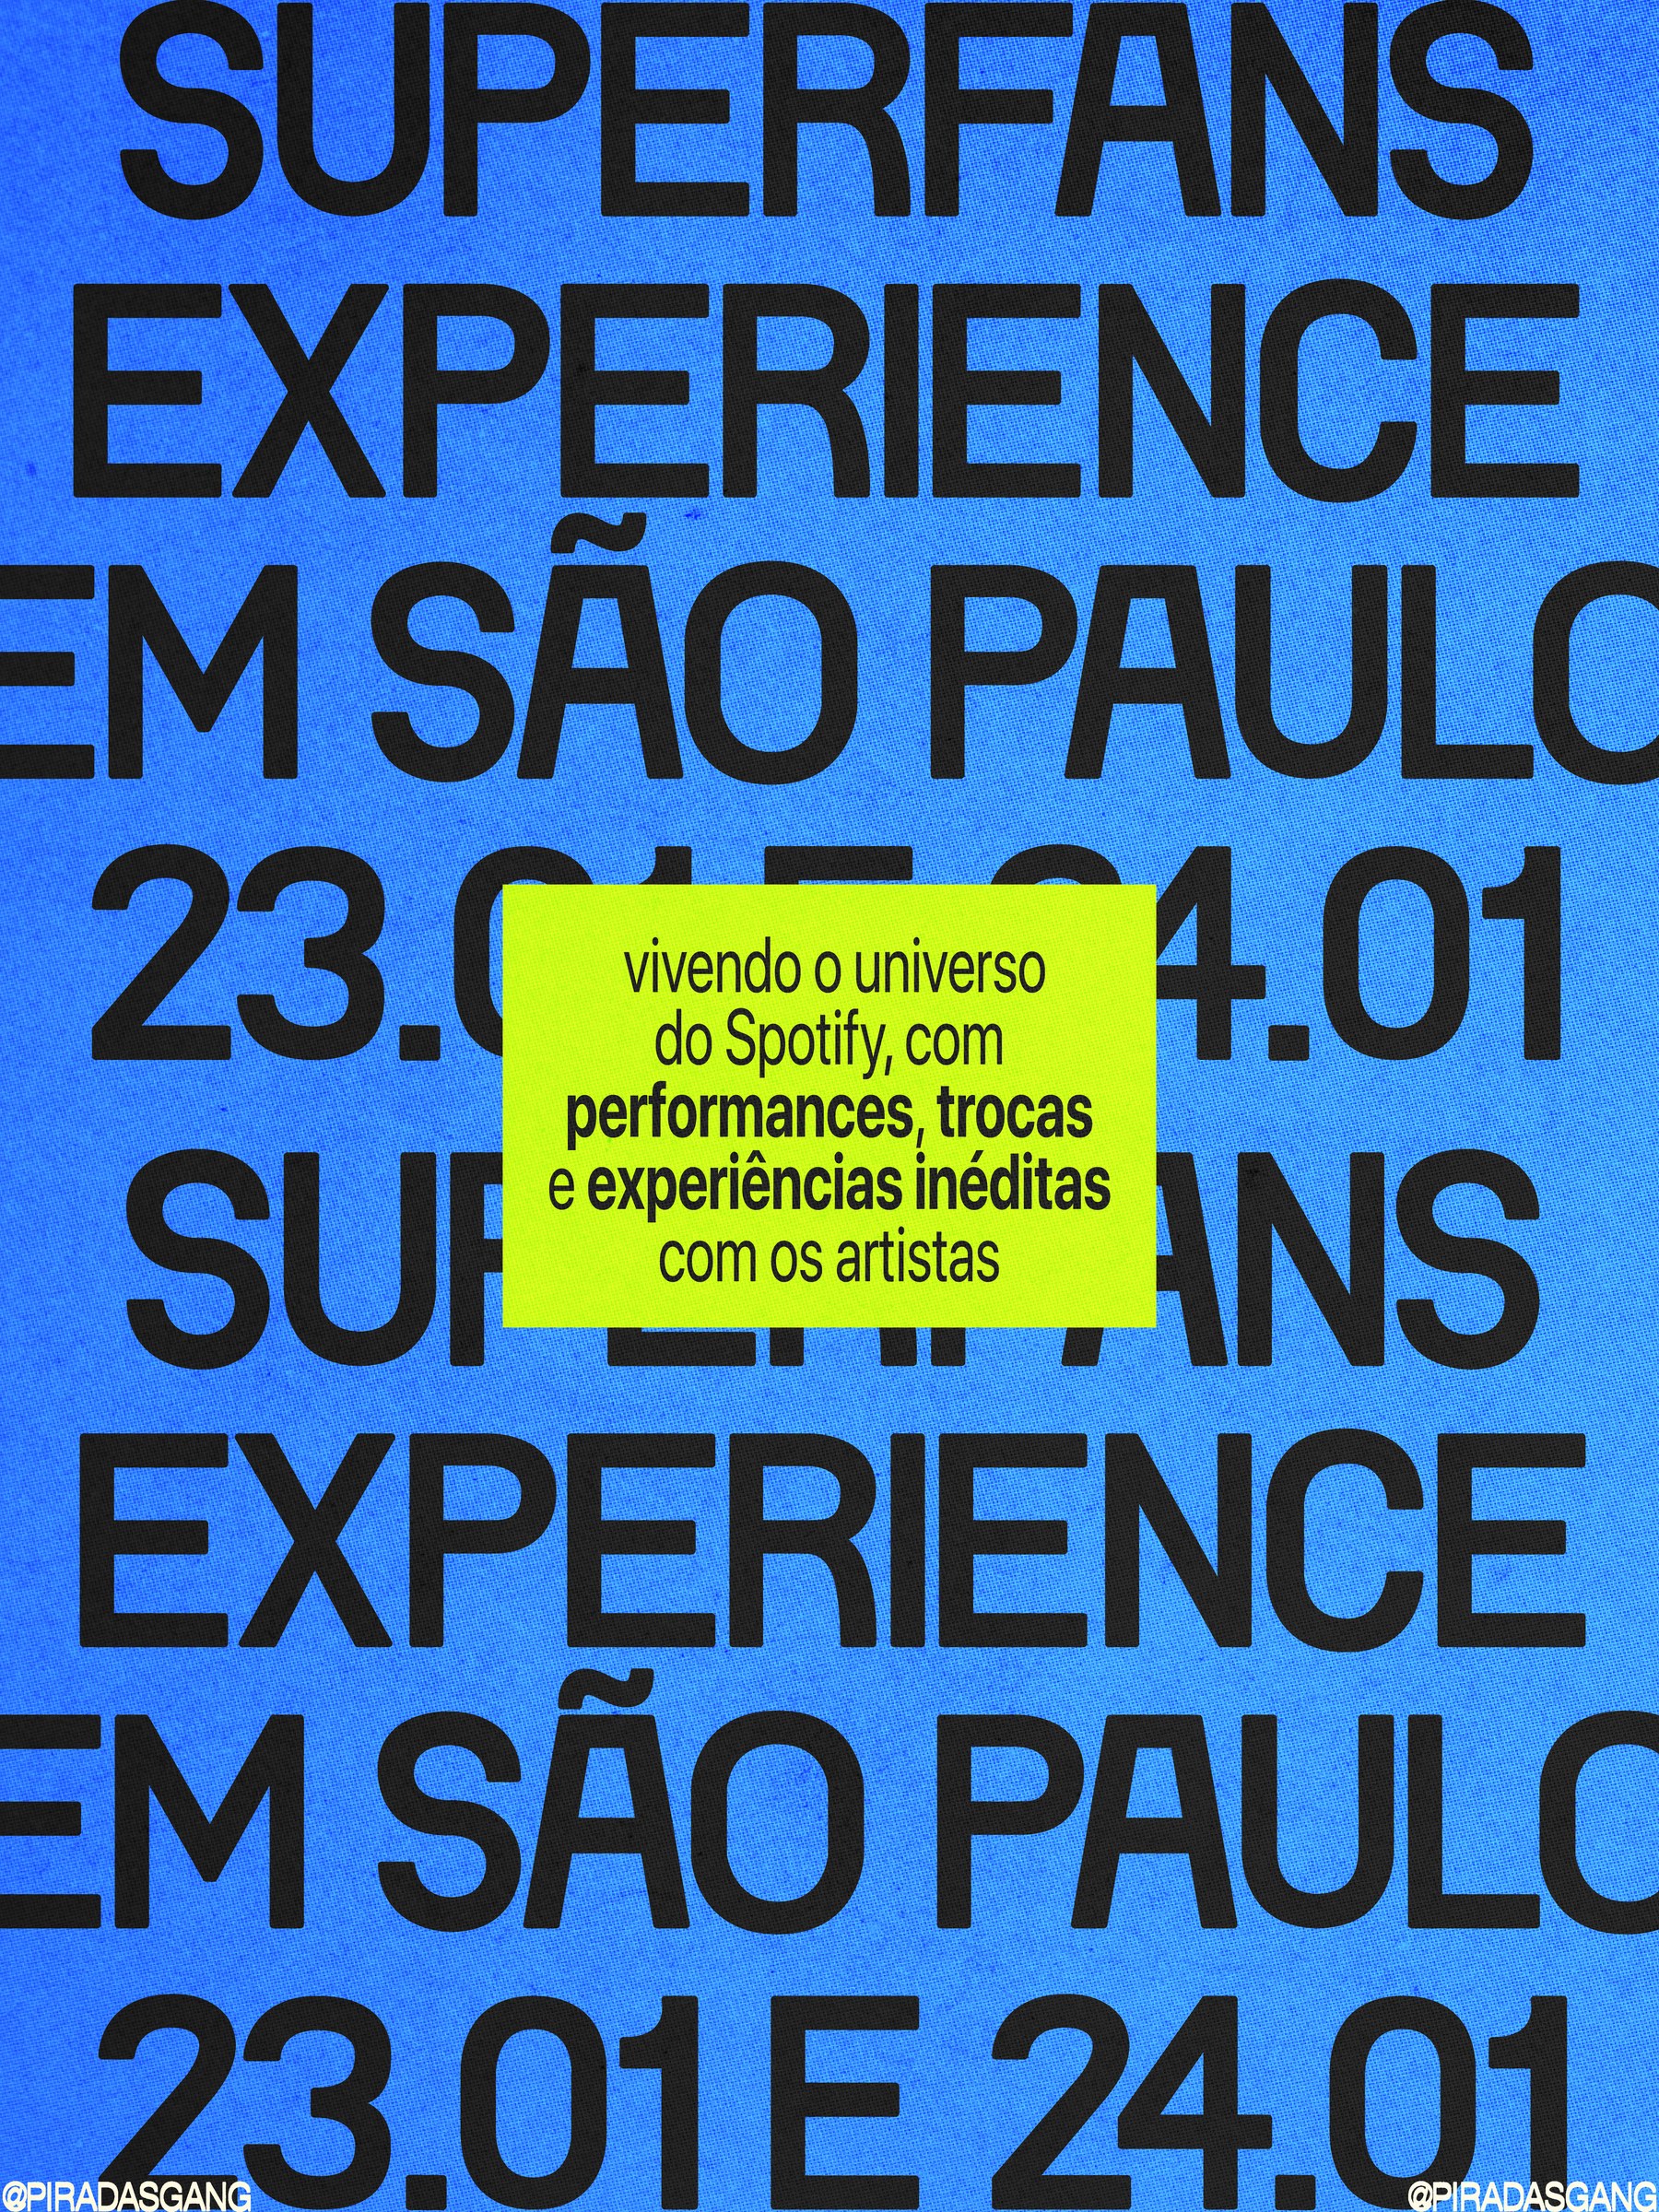 SUPERFANS
EXPERIENCE
EM SÃO PAULO
23.01 E 24.01
vivendo o universo
do Spotify, com
performances, trocas
e experiências inéditas
com os artistas
SUPERFANS
EXPERIENCE
EM SÃO PAULO
23.01 E 24.01
@PIRADASGANG
@PIRADASGANG